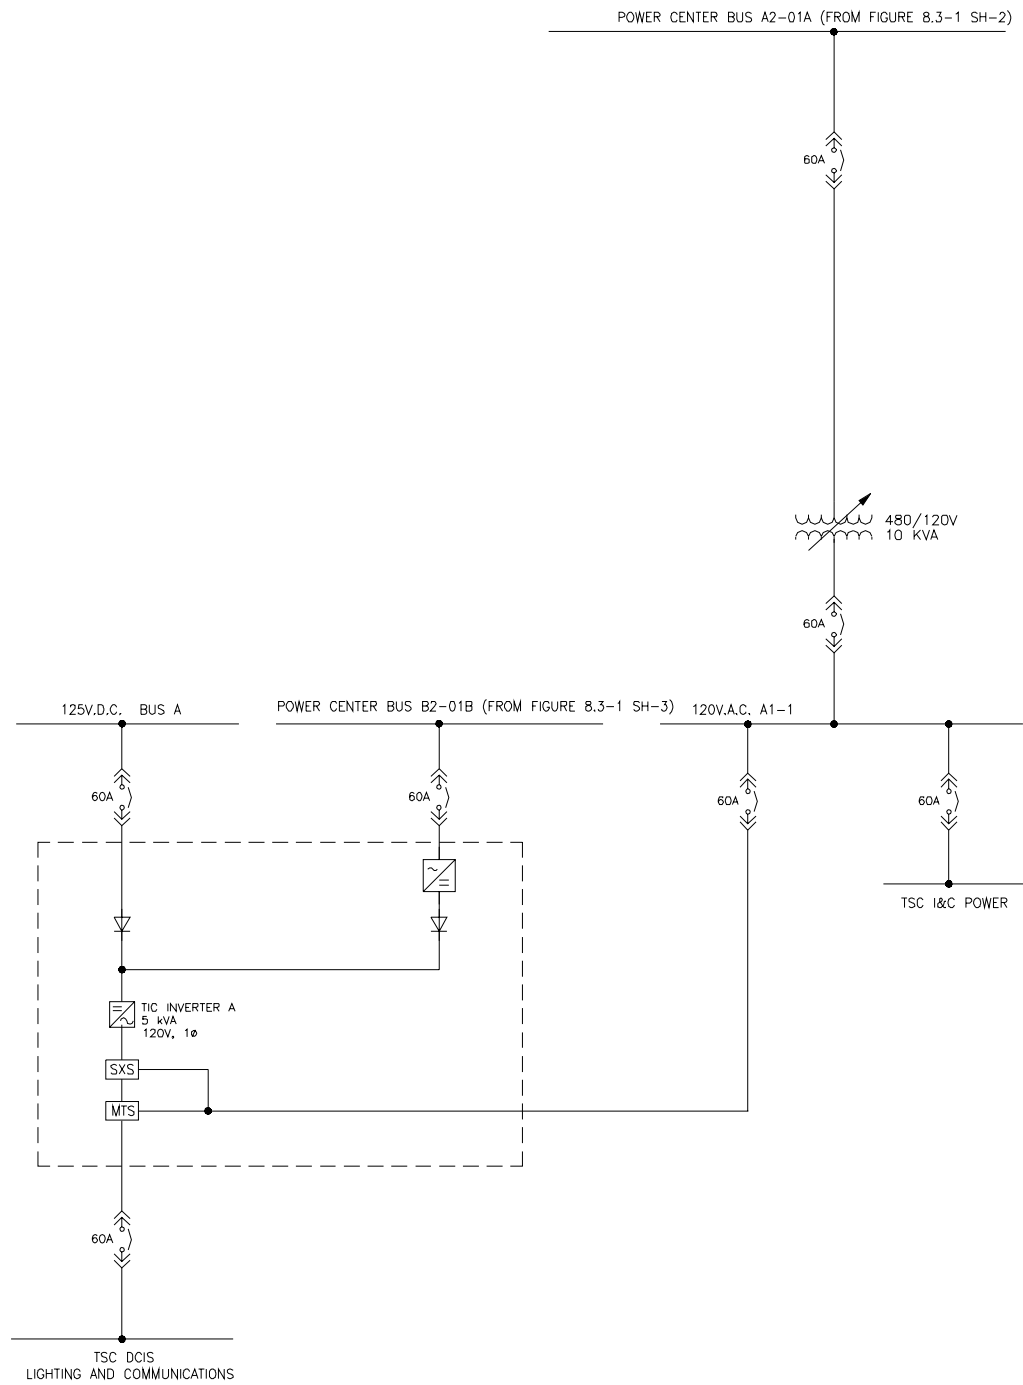 POWER CENTER BUS A2-01A (FROM FIGURE 8.3-1 SH-2)
60A
480/120V
10 KVA
60A
125V.D.C. BUS A
POWER CENTER BUS B2-01B (FROM FIGURE 8.3-1 SH-3)
120V.A.C. A1-1
60A
60A
60A
60A
TSC I&C POWER
TIC INVERTER A
5 kVA
120V, 1ø
SXS
MTS
60A
TSC DCIS
LIGHTING AND COMMUNICATIONS